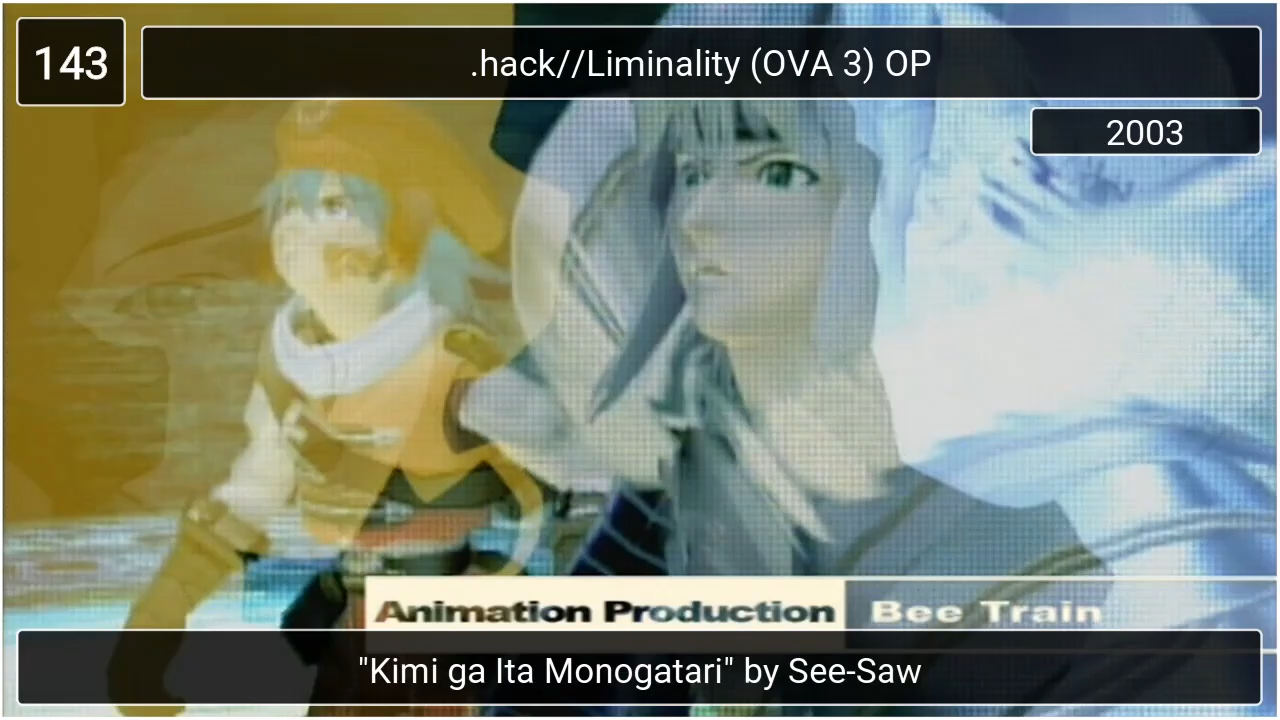 143
.hack//Liminality (OVA 3) OP
2003
Animation Production Bee Train
"Kimi ga Ita Monogatari" by See-Saw